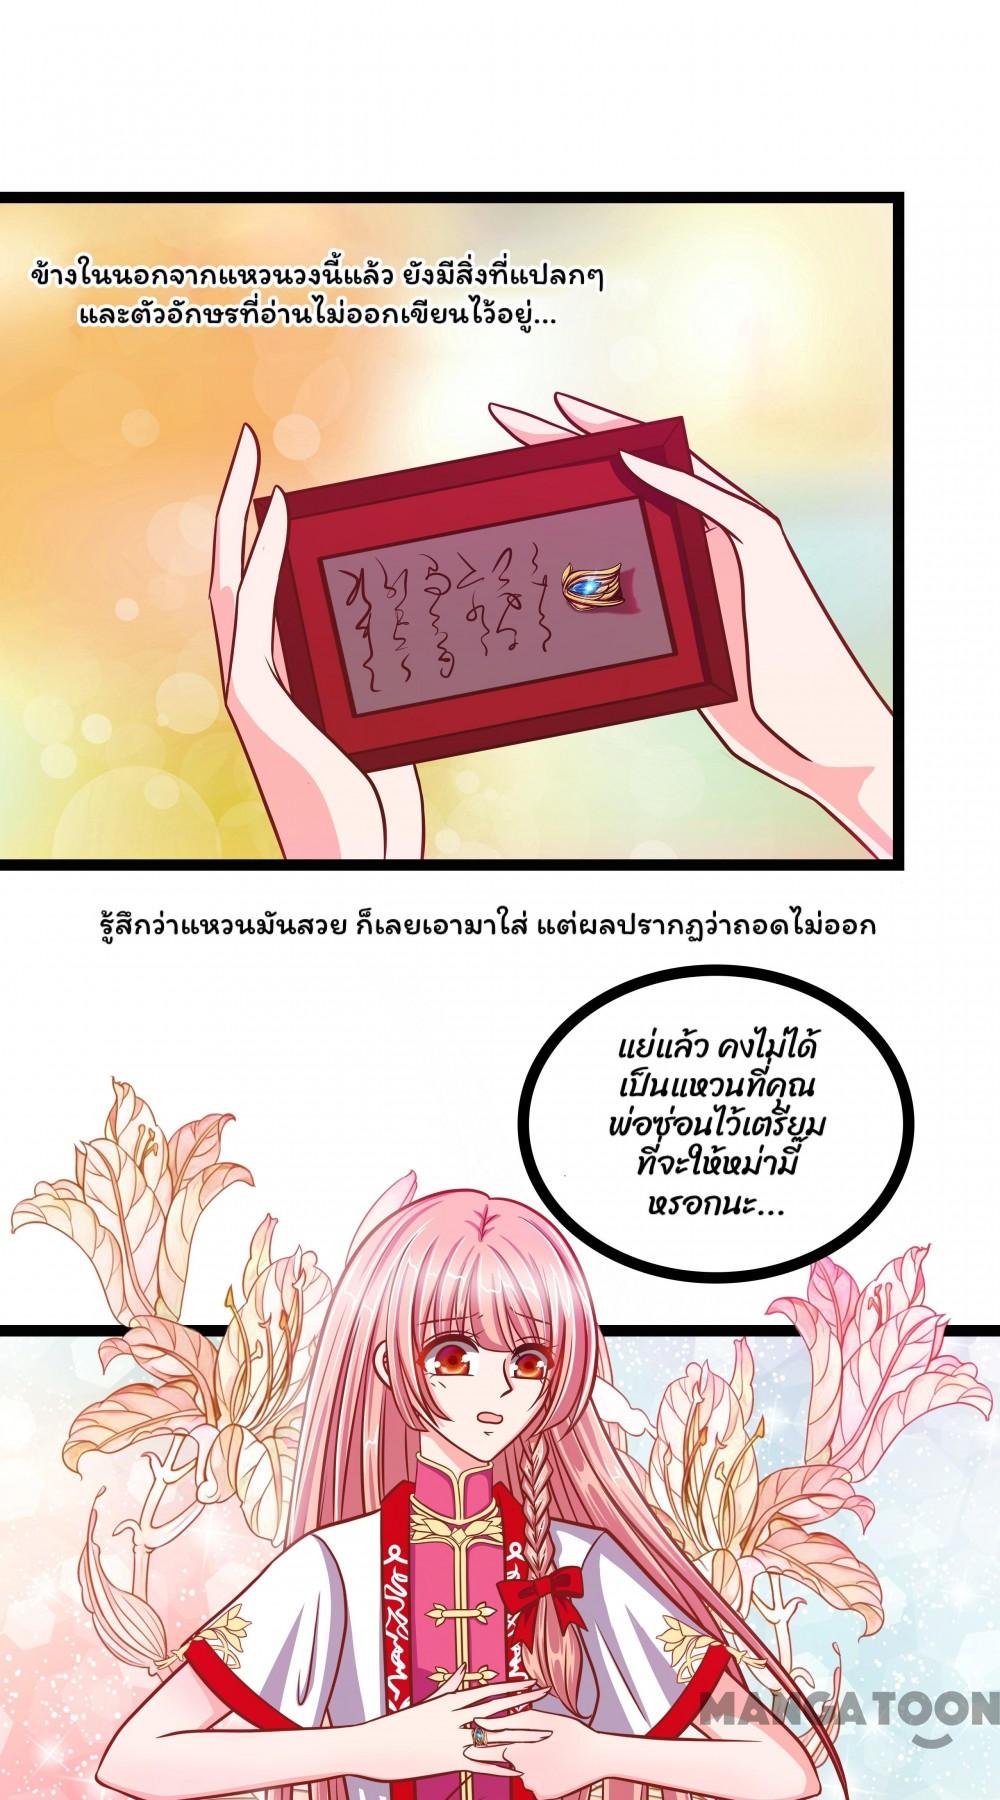 ข้างในนอกจากแหวนวงนี้แล้ว ยังมีสิ่งที่แปลกๆ
และตัวอักษรที่อ่านไม่ออกเขียนไว้อยู่...
รู้สึกว่าแหวนมันสวย ก็เลยเอามาใส่ แต่ผลปรากฏว่าถอดไม่ออก
แย่แล้ว คงไม่ได้
เป็นแหวนที่คุณ
พ่อซ่อนไว้เตรียม
ที่จะให้หม่ามี๊
หรอกนะ...
MANGATOON